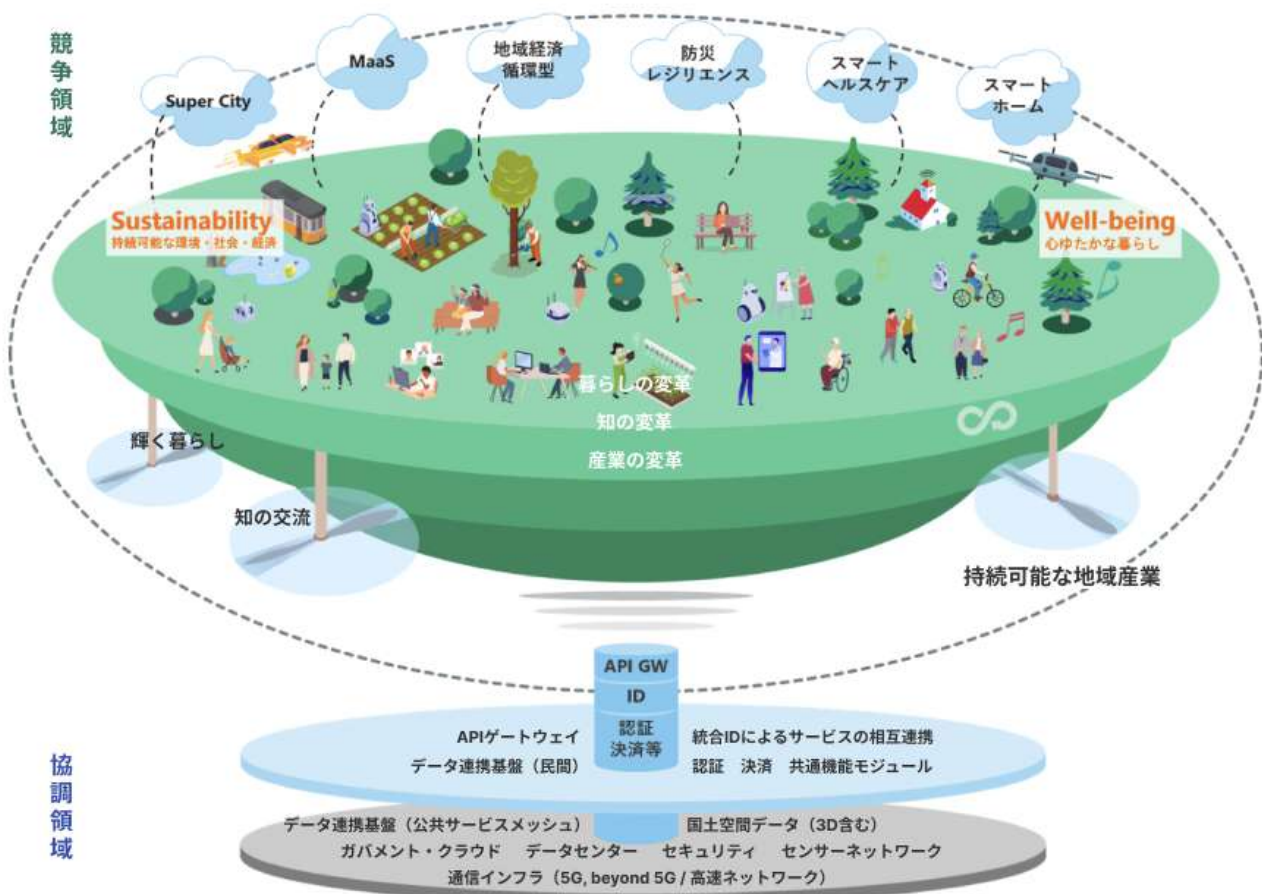 競争領域
Super City
MaaS
地域経済
循環型
防災
レジリエンス
スマート
ヘルスケア
スマート
ホーム
Sustainability
持続可能な環境・社会・経済
Well-being
心ゆたかな暮らし
暮らしの変革
知の変革
産業の変革
輝く暮らし
知の交流
持続可能な地域産業
API GW
ID
認証
決済等
協調領域
APIゲートウェイ
統合IDによるサービスの相互連携
データ連携基盤（民間）
認証 決済 共通機能モジュール
データ連携基盤（公共サービスメッシュ）
国土空間データ（3D含む）
ガバメント・クラウド データセンター セキュリティ センサーネットワーク
通信インフラ（5G, beyond 5G / 高速ネットワーク）